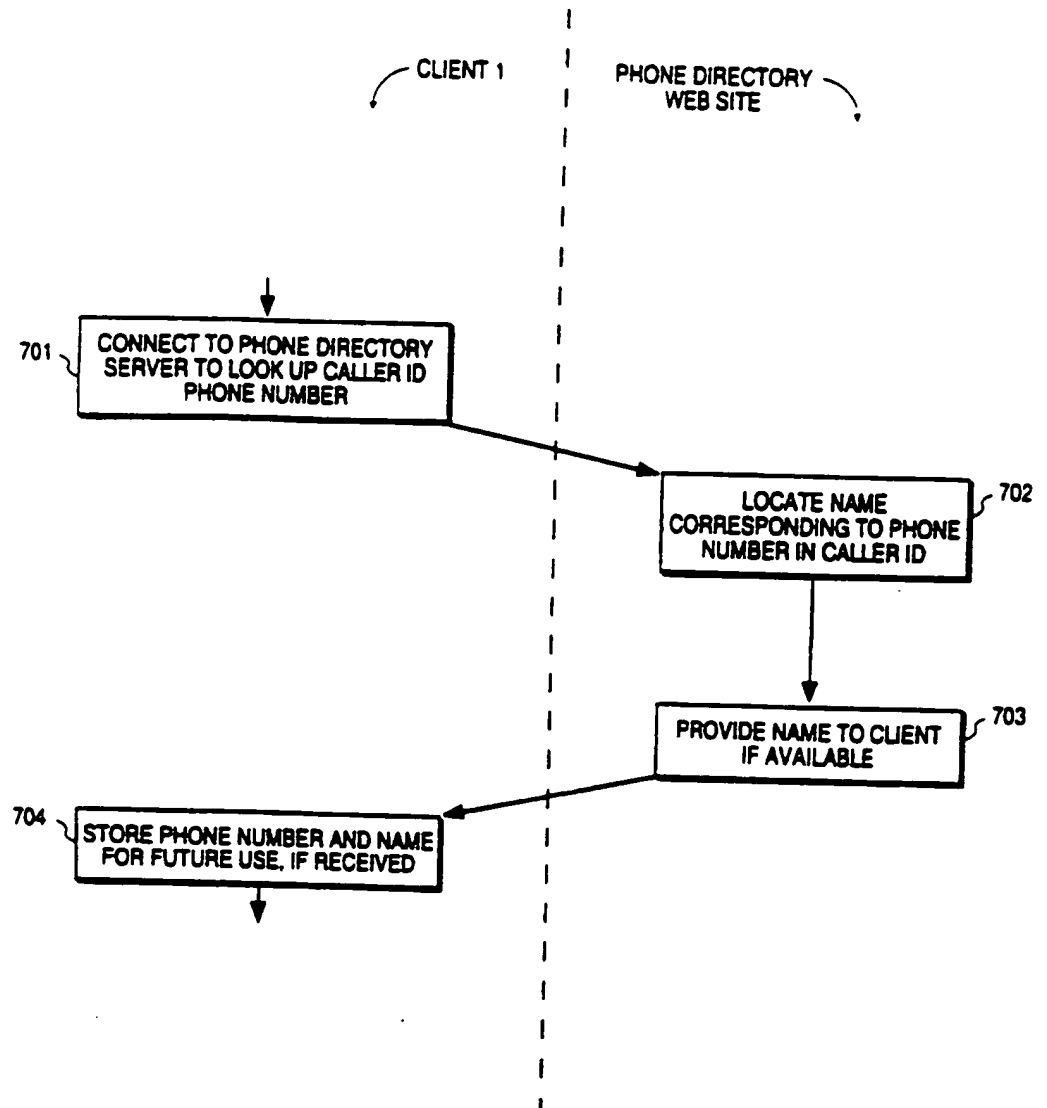 CLIENT 1
PHONE DIRECTORY
WEB SITE
701
CONNECT TO PHONE DIRECTORY
SERVER TO LOOK UP CALLER ID
PHONE NUMBER
702
LOCATE NAME
CORRESPONDING TO PHONE
NUMBER IN CALLER ID
703
PROVIDE NAME TO CLIENT
IF AVAILABLE
704
STORE PHONE NUMBER AND NAME
FOR FUTURE USE, IF RECEIVED